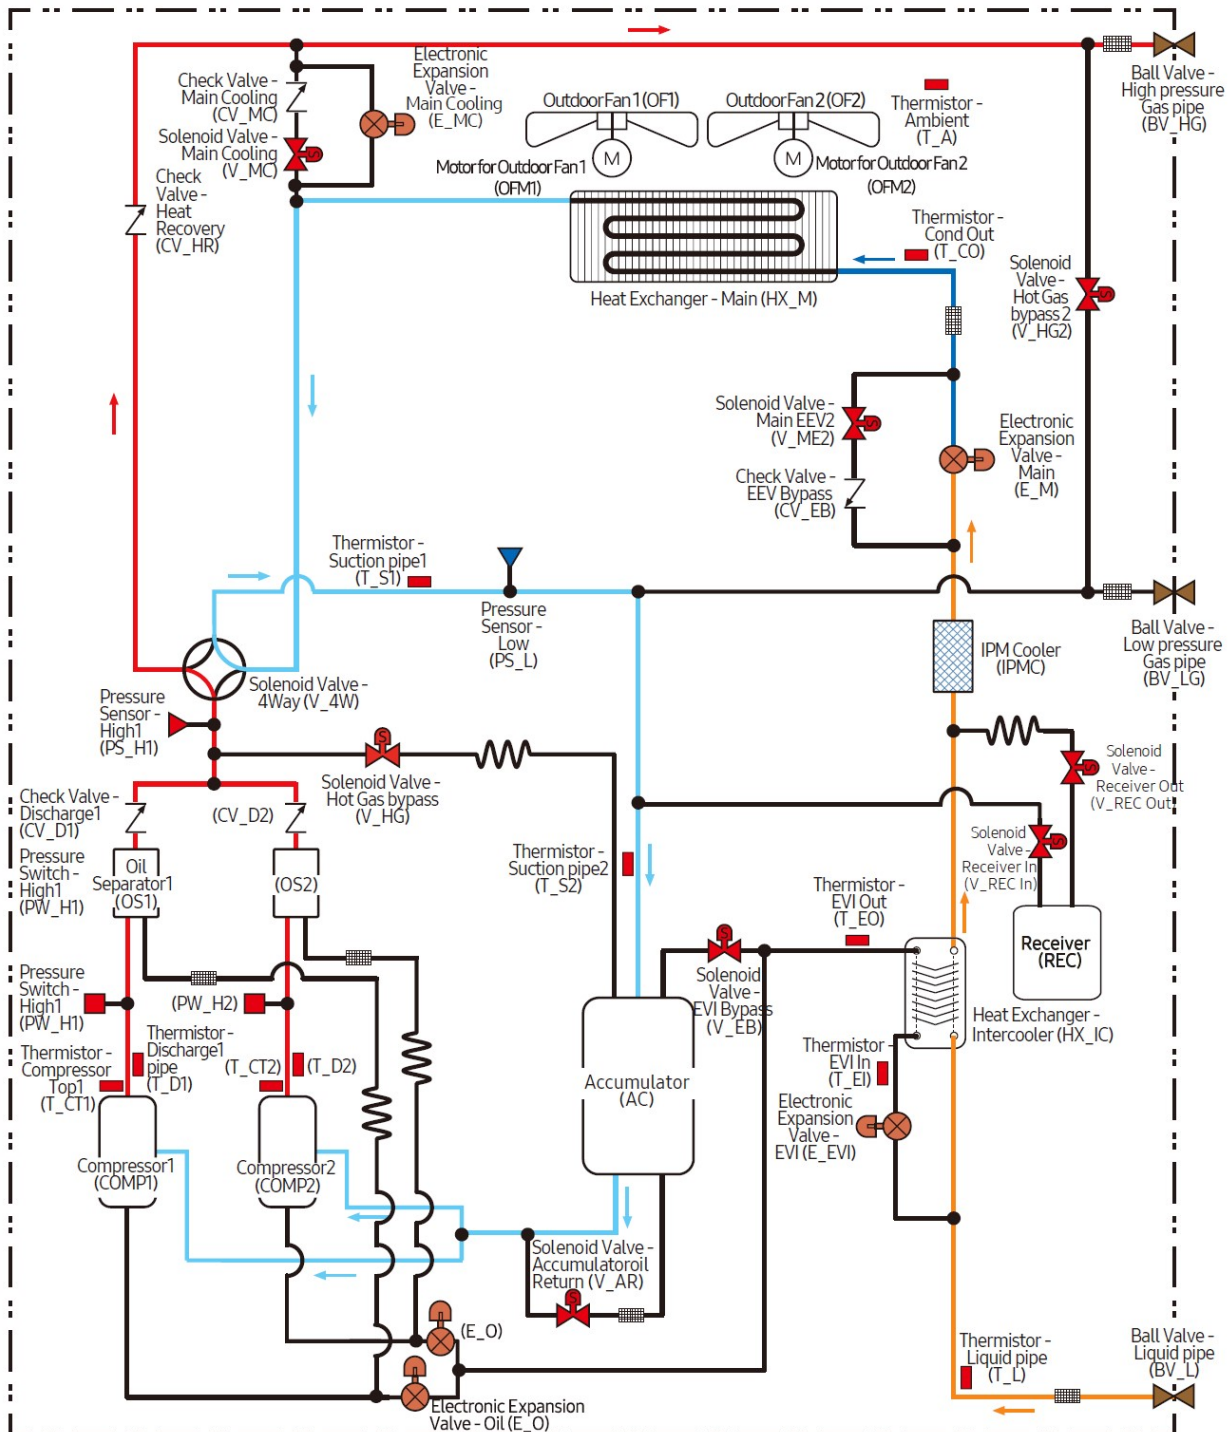 Electronic
Expansion
Valve -
Main Cooling
(E_MC)
Check Valve -
Main Cooling
(CV_MC)
Solenoid Valve -
Main Cooling
(V_MC)
S
Check
Valve -
Heat
Recovery
(CV_HR)
Outdoor Fan 1 (OF1)
M
Motor for Outdoor Fan 1
(OFM1)
Outdoor Fan 2 (OF2)
M
Motor for Outdoor Fan 2
(OFM2)
Thermistor -
Ambient
(T_A)
Ball Valve -
High pressure
Gas pipe
(BV_HG)
Thermistor -
Cond Out
(T_CO)
Heat Exchanger - Main (HX_M)
Solenoid
Valve -
Hot Gas
bypass 2
(V_HG2)
S
Solenoid Valve -
Main EEV2
(V_ME2)
S
Check Valve -
EEV Bypass
(CV_EB)
Electronic
Expansion
Valve -
Main
(E_M)
Thermistor -
Suction pipe1
(T_S1)
Pressure
Sensor -
Low
(PS_L)
Ball Valve -
Low pressure
Gas pipe
(BV_LG)
IPM Cooler
(IPMC)
Solenoid Valve -
4Way (V_4W)
Pressure
Sensor -
High1
(PS_H1)
S
Solenoid Valve -
Hot Gas bypass
(V_HG)
Solenoid
Valve -
Receiver Out
(V_REC Out)
S
Check Valve -
Discharge1
(CV_D1)
(CV_D2)
Solenoid
Valve -
Receiver In
(V_REC In)
S
Pressure
Switch -
High1
(PW_H1)
Oil
Separator1
(OS1)
(OS2)
Thermistor -
Suction pipe2
(T_S2)
Thermistor -
EVI Out
(T_EO)
Receiver
(REC)
Pressure
Switch -
High1
(PW_H1)
(PW_H2)
S
Solenoid
Valve -
EVI Bypass
(V_EB)
Heat Exchanger -
Intercooler (HX_IC)
Thermistor -
Discharge1
pipe
(T_D1)
Thermistor -
Compressor
Top1
(T_CT1)
(T_CT2)
(T_D2)
Thermistor -
EVI In
(T_EI)
Accumulator
(AC)
Electronic
Expansion
Valve -
EVI (E_EVI)
Compressor1
(COMP1)
Compressor2
(COMP2)
Solenoid Valve -
Accumulatoroil
Return (V_AR)
S
(E_O)
Electronic Expansion
Valve - Oil (E_O)
Thermistor -
Liquid pipe
(T_L)
Ball Valve -
Liquid pipe
(BV_L)